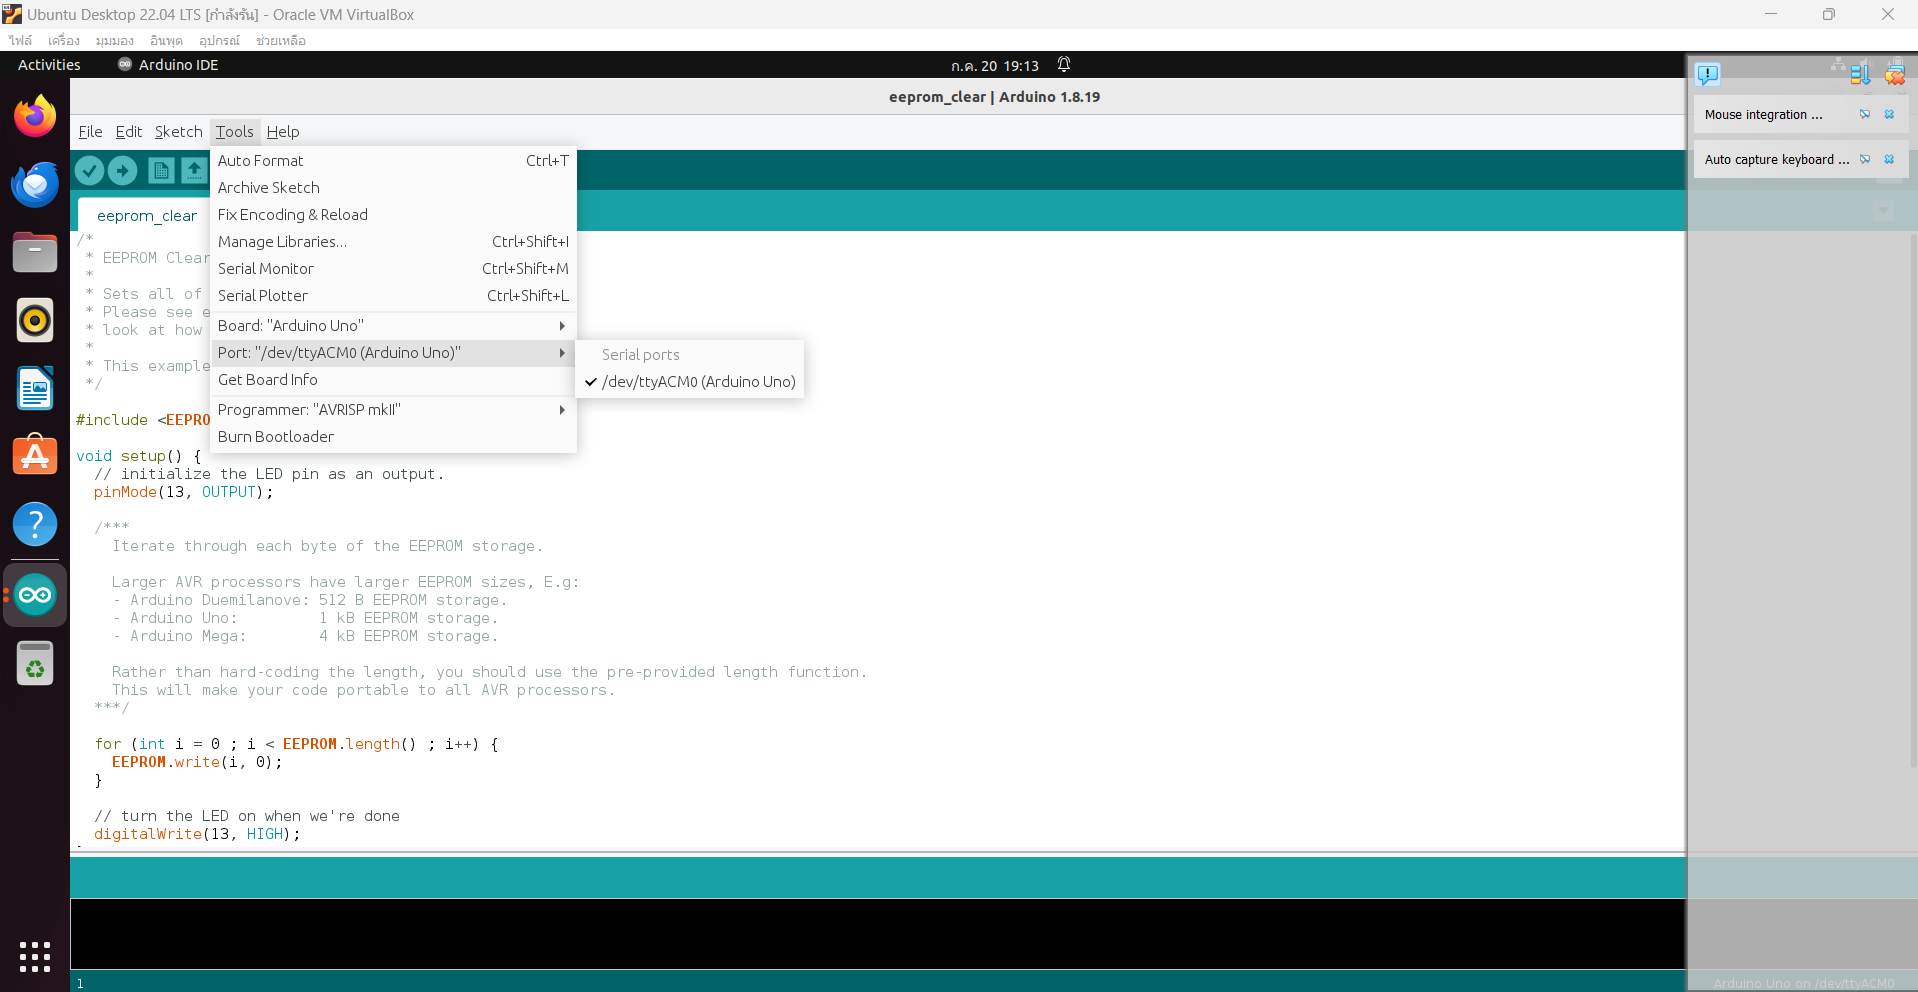 Ubuntu Desktop 22.04 LTS [กำลังรัน] - Oracle VM VirtualBox
ไฟล์ เครื่อง มุมมอง อินพุต อุปกรณ์ ช่วยเหลือ
Activities Arduino IDE ก.ค. 20 19:13
eeprom_clear | Arduino 1.8.19
File Edit Sketch Tools Help
Mouse integration ...
Auto capture keyboard ...
Auto Format Ctrl+T
Archive Sketch
Fix Encoding & Reload
Manage Libraries... Ctrl+Shift+I
Serial Monitor Ctrl+Shift+M
Serial Plotter Ctrl+Shift+L
Board: "Arduino Uno"
Port: "/dev/ttyACM0 (Arduino Uno)"
Get Board Info
Programmer: "AVRISP mkII"
Burn Bootloader
Serial ports
/dev/ttyACM0 (Arduino Uno)
eeprom_clear
/*
* EEPROM Clear
*
* Sets all of
* Please see e
* look at how
*
* This example
*/
#include <EEPRO
void setup() {
// initialize the LED pin as an output.
pinMode(13, OUTPUT);
/***
Iterate through each byte of the EEPROM storage.
Larger AVR processors have larger EEPROM sizes, E.g:
- Arduino Duemilanove: 512 B EEPROM storage.
- Arduino Uno: 1 kB EEPROM storage.
- Arduino Mega: 4 kB EEPROM storage.
Rather than hard-coding the length, you should use the pre-provided length function.
This will make your code portable to all AVR processors.
***/
for (int i = 0 ; i < EEPROM.length() ; i++) {
EEPROM.write(i, 0);
}
// turn the LED on when we're done
digitalWrite(13, HIGH);
1 Arduino Uno on /dev/ttyACM0